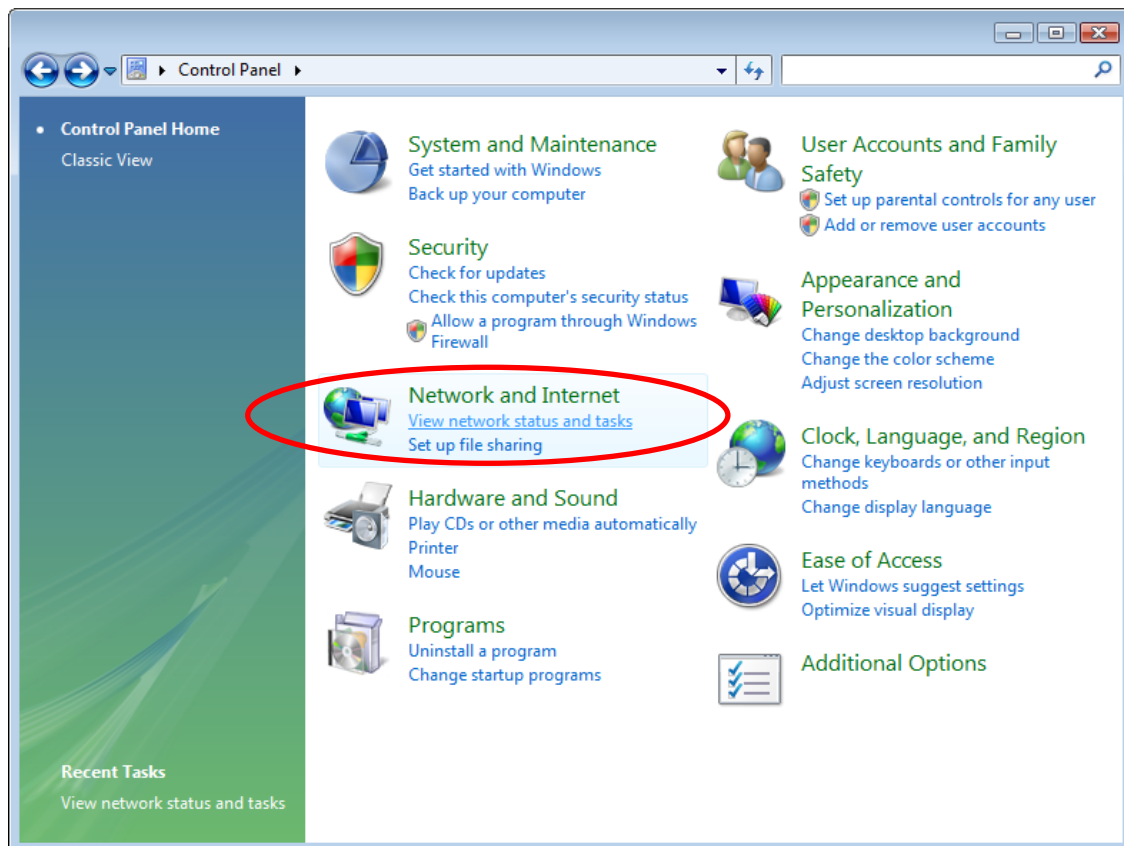 Control Panel
Control Panel Home
Classic View
System and Maintenance
Get started with Windows
Back up your computer
Security
Check for updates
Check this computer's security status
Allow a program through Windows
Firewall
Network and Internet
View network status and tasks
Set up file sharing
Hardware and Sound
Play CDs or other media automatically
Printer
Mouse
Programs
Uninstall a program
Change startup programs
User Accounts and Family
Safety
Set up parental controls for any user
Add or remove user accounts
Appearance and
Personalization
Change desktop background
Change the color scheme
Adjust screen resolution
Clock, Language, and Region
Change keyboards or other input
methods
Change display language
Ease of Access
Let Windows suggest settings
Optimize visual display
Additional Options
Recent Tasks
View network status and tasks